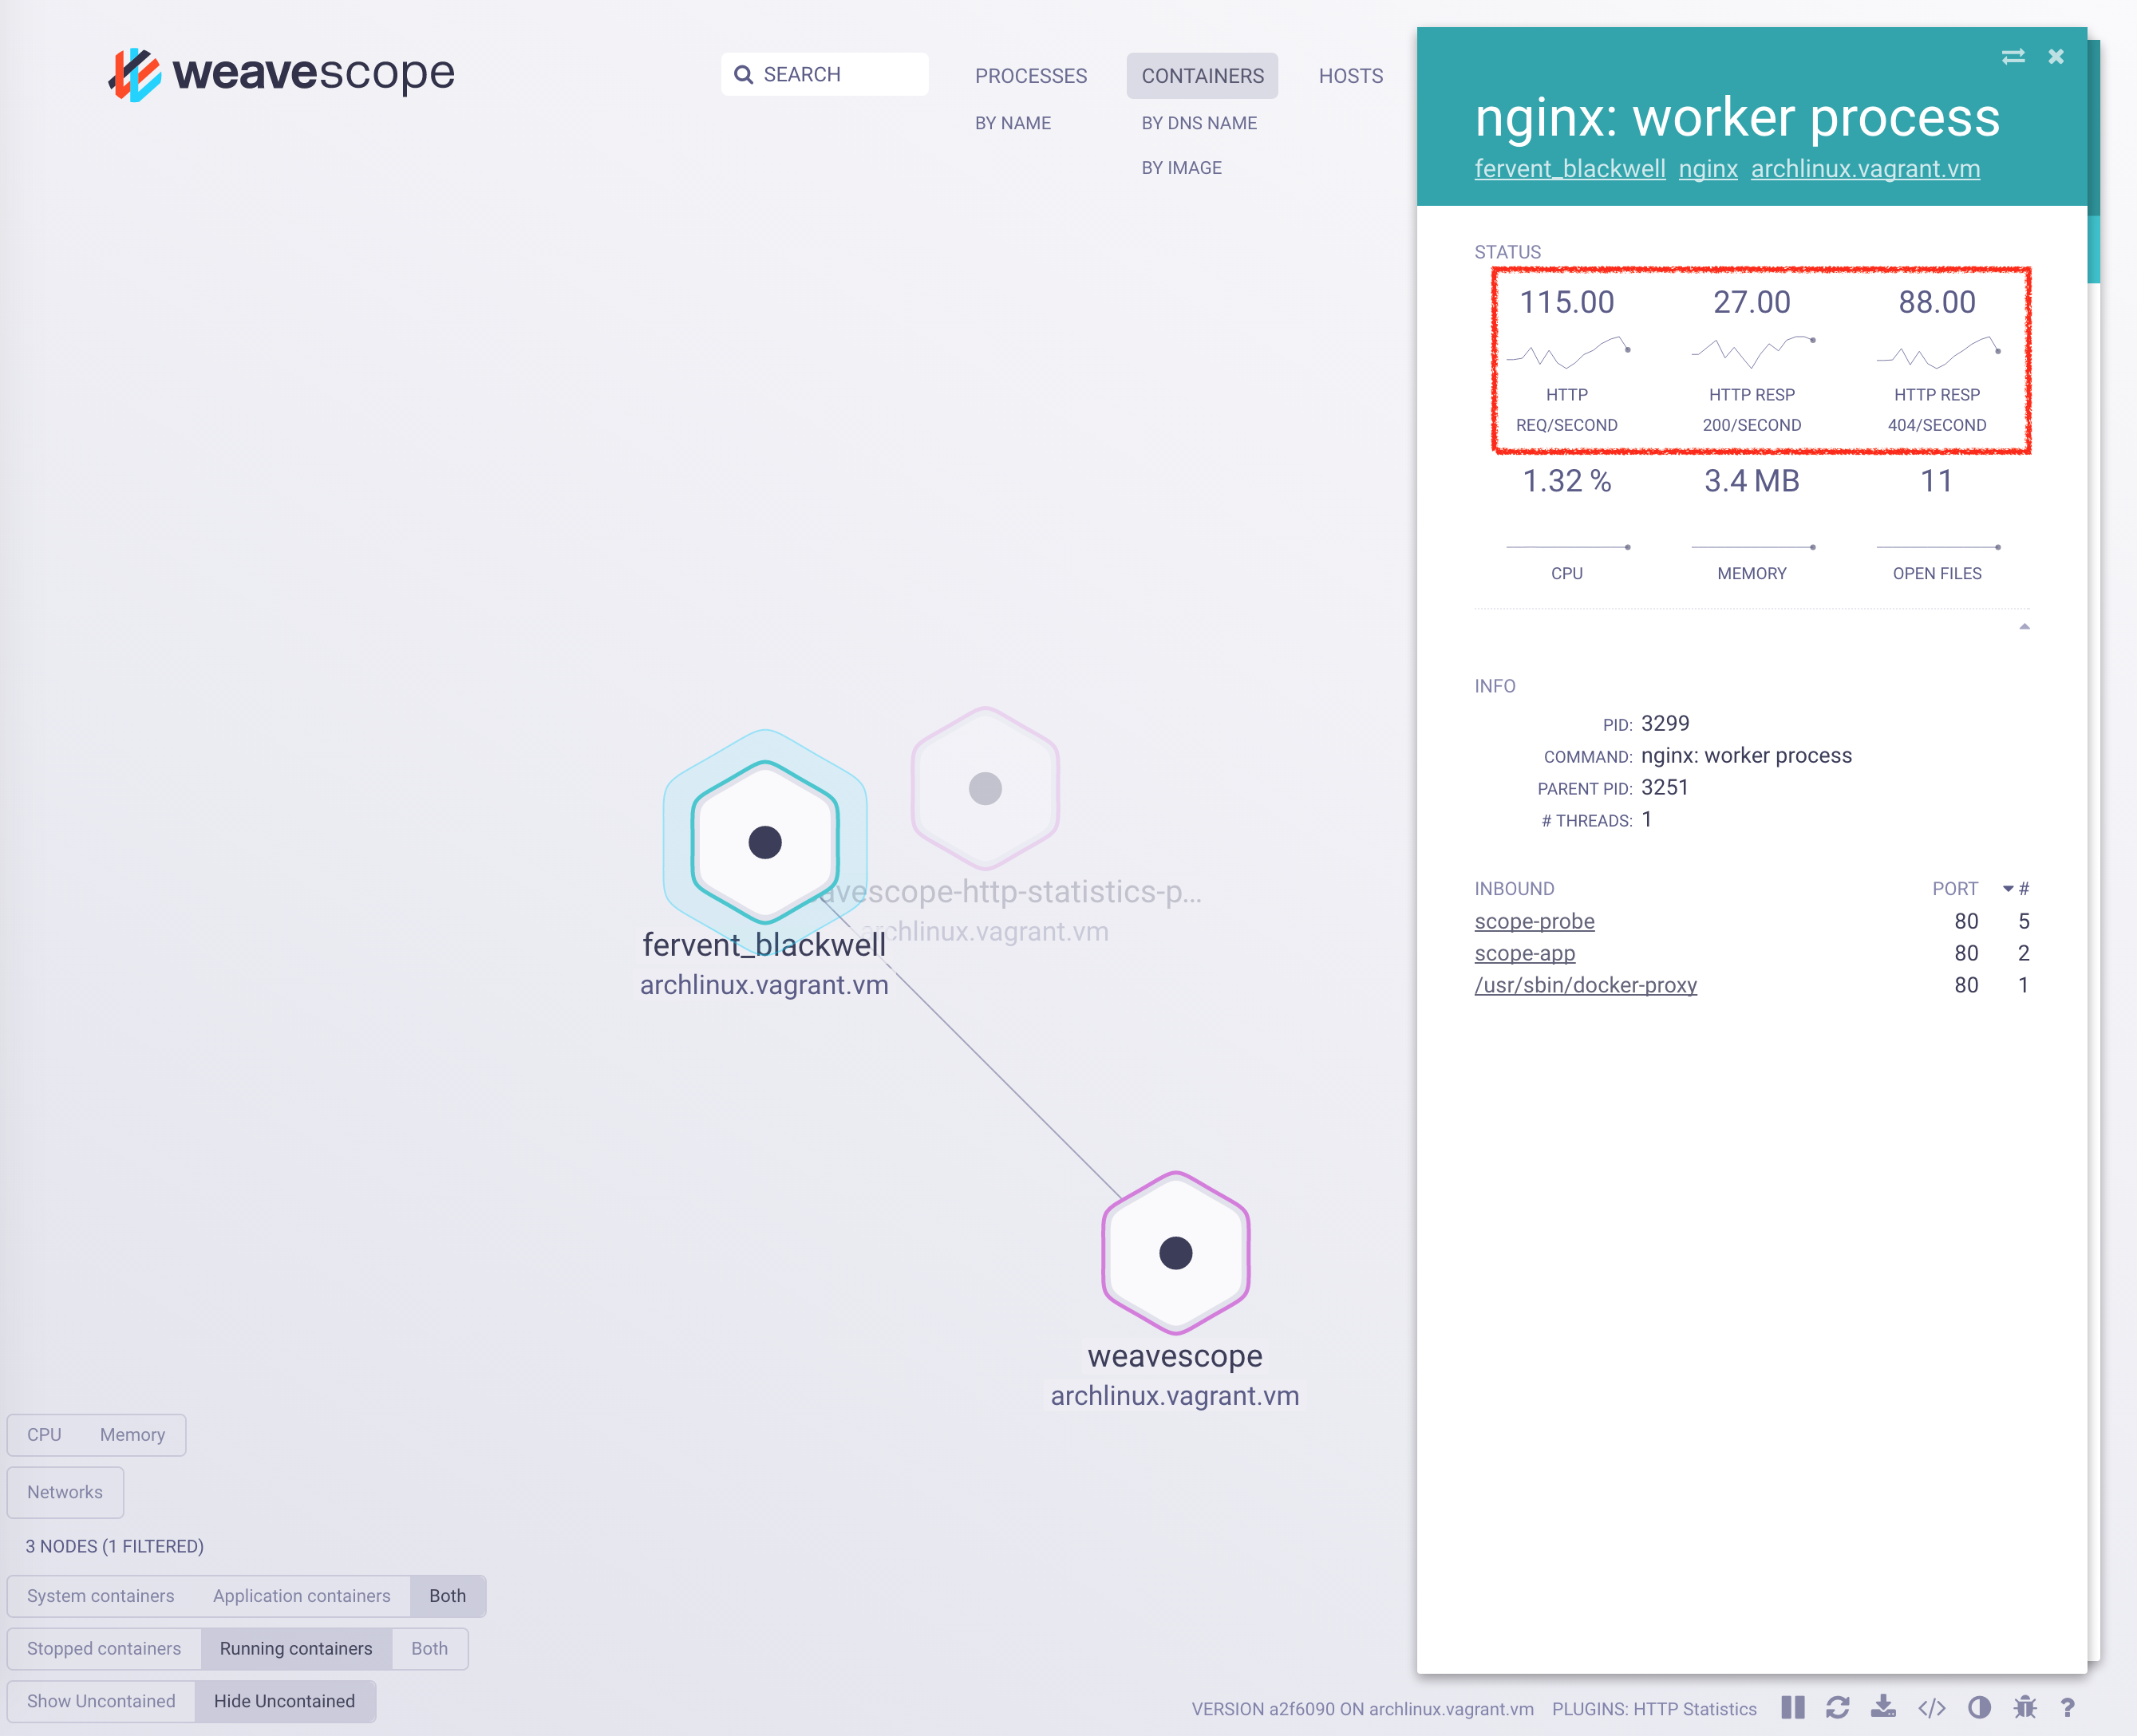 weavescope
SEARCH
PROCESSES
CONTAINERS
HOSTS
BY NAME
BY DNS NAME
BY IMAGE
nginx: worker process
fervent_blackwell nginx archlinux.vagrant.vm
STATUS
115.00 27.00 88.00
HTTP HTTP RESP HTTP RESP
REQ/SECOND 200/SECOND 404/SECOND
1.32 % 3.4 MB 11
CPU MEMORY OPEN FILES
INFO
PID: 3299
COMMAND: nginx: worker process
PARENT PID: 3251
# THREADS: 1
INBOUND PORT #
scope-probe 80 5
scope-app 80 2
/usr/sbin/docker-proxy 80 1
avescope-http-statistics-p...
archlinux.vagrant.vm
fervent_blackwell
archlinux.vagrant.vm
weavescope
archlinux.vagrant.vm
CPU Memory
Networks
3 NODES (1 FILTERED)
System containers Application containers Both
Stopped containers Running containers Both
Show Uncontained Hide Uncontained
VERSION a2f6090 ON archlinux.vagrant.vm PLUGINS: HTTP Statistics